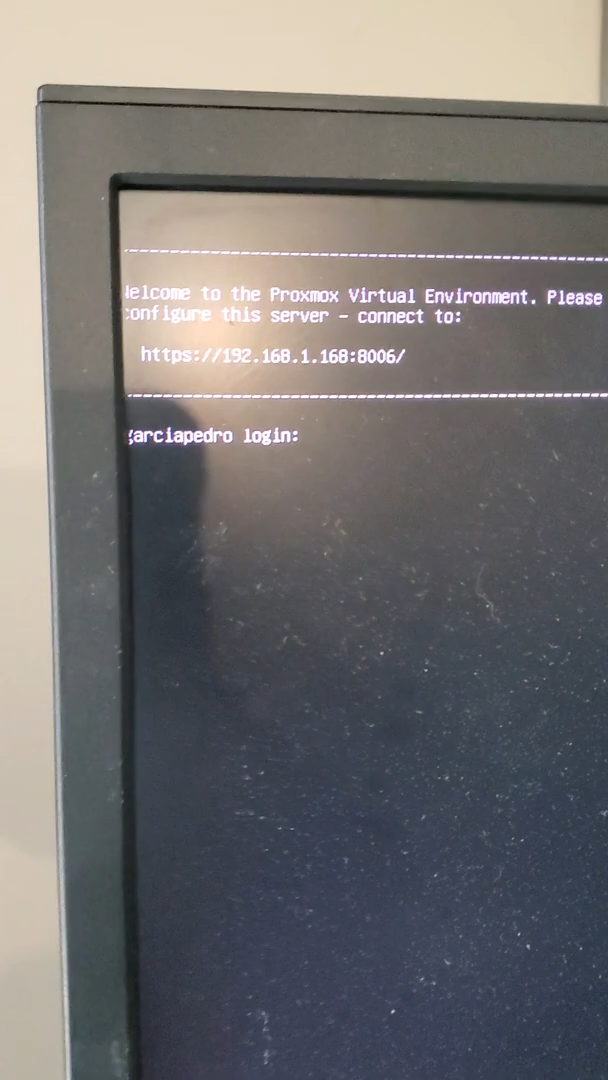 ------------------------------------------------------------
Welcome to the Proxmox Virtual Environment. Please
configure this server - connect to:
https://192.168.1.168:8006/
------------------------------------------------------------
garciapedro login: